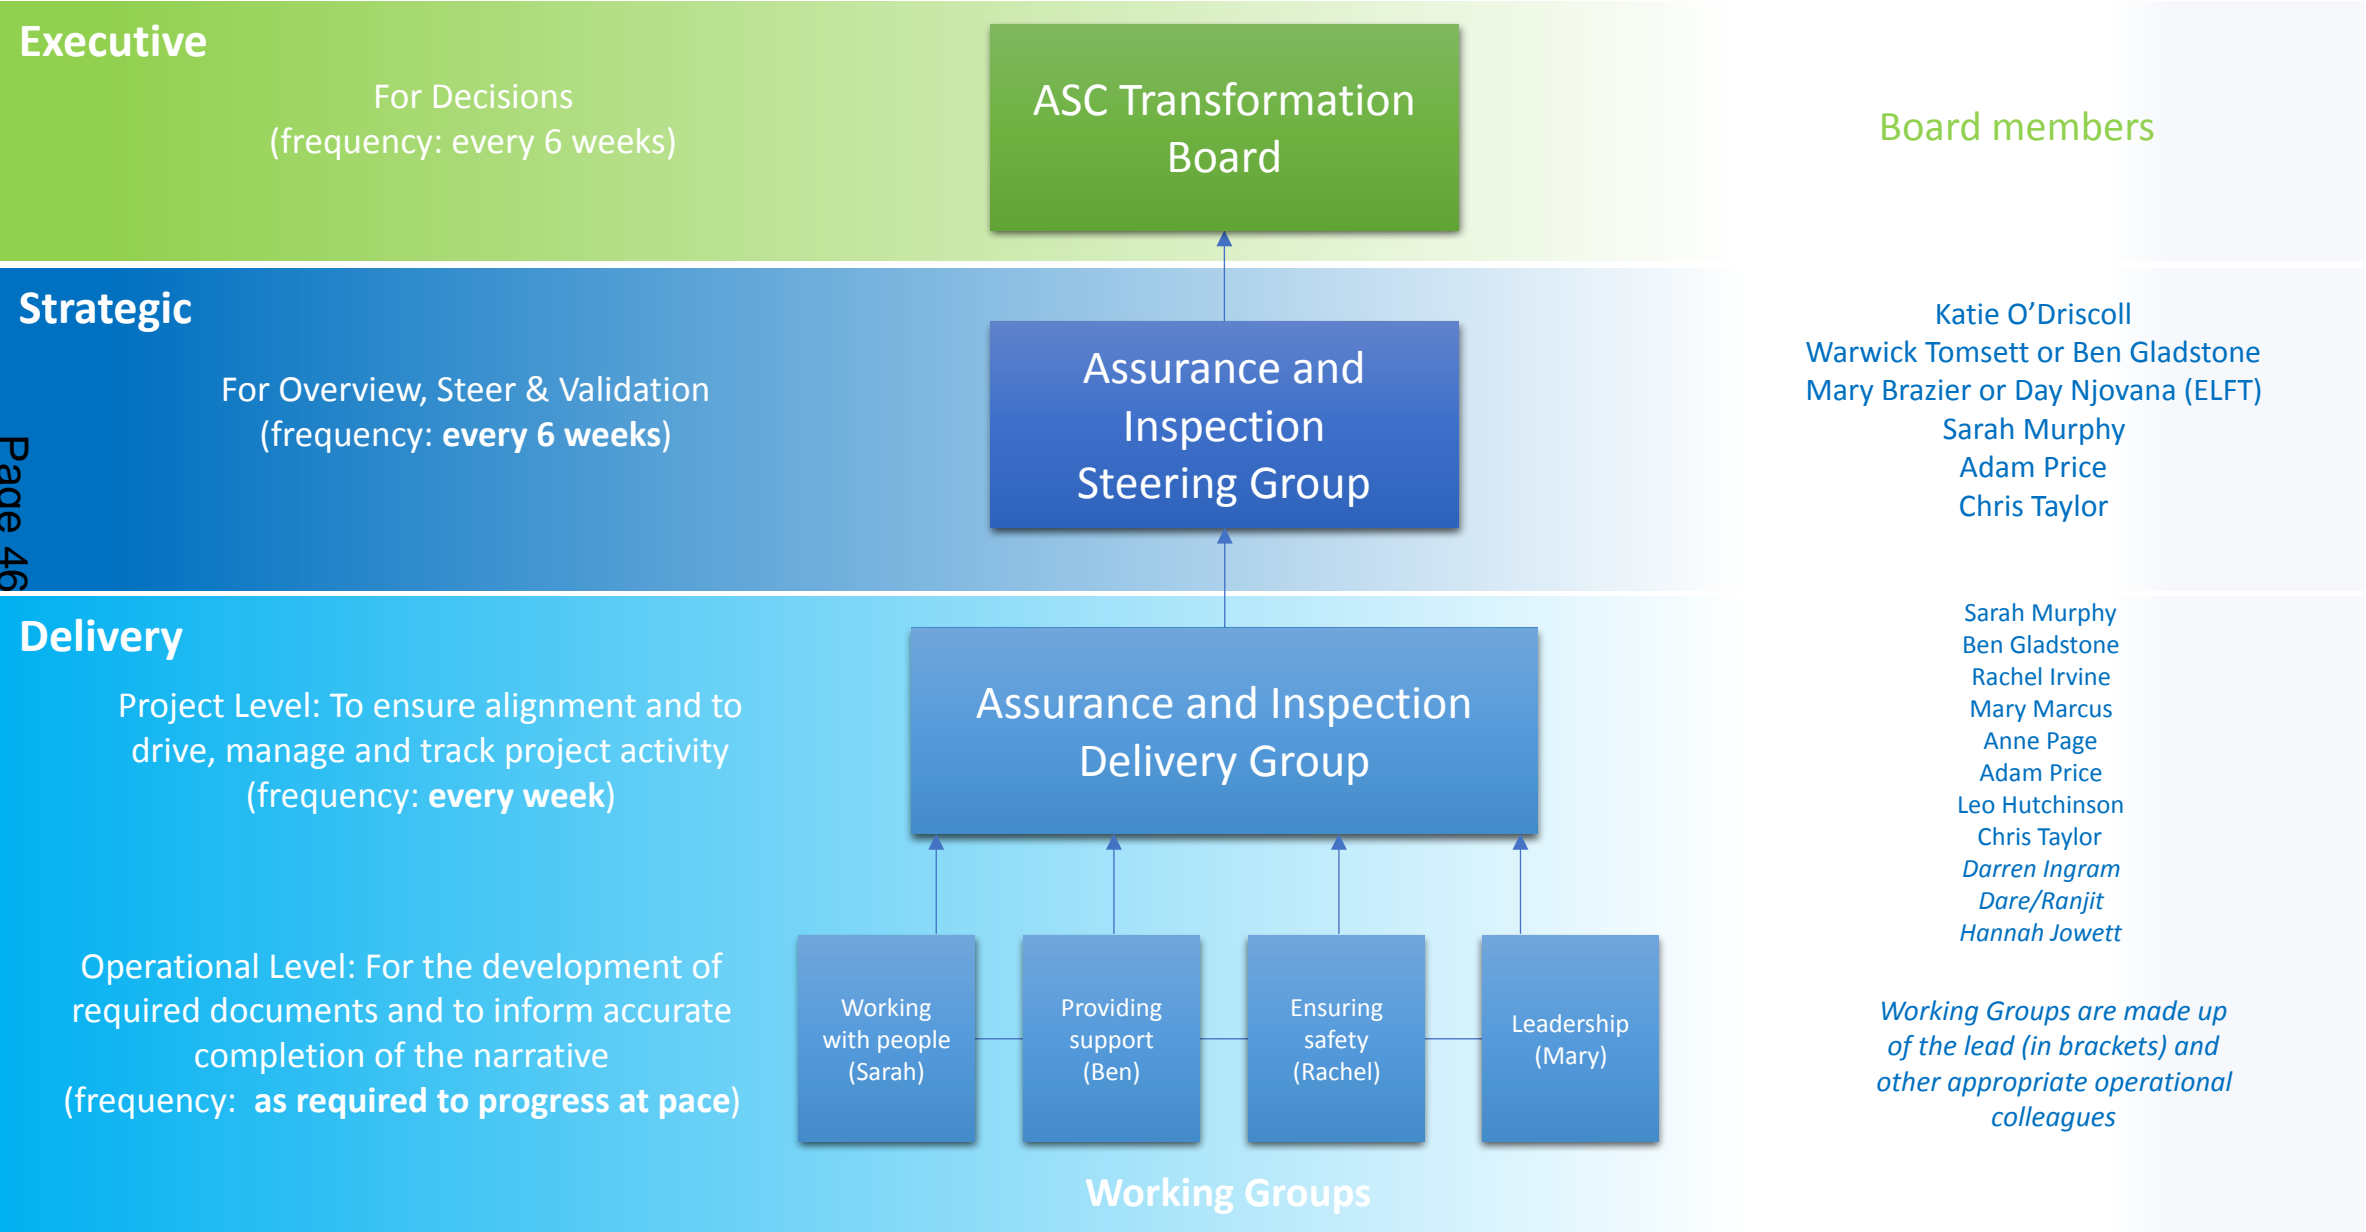 Executive
For Decisions
(frequency: every 6 weeks)
ASC Transformation
Board
Board members
Strategic
For Overview, Steer & Validation
(frequency: every 6 weeks)
Assurance and
Inspection
Steering Group
Katie O’Driscoll
Warwick Tomsett or Ben Gladstone
Mary Brazier or Day Njovana (ELFT)
Sarah Murphy
Adam Price
Chris Taylor
Page 46
Delivery
Project Level: To ensure alignment and to
drive, manage and track project activity
(frequency: every week)
Assurance and Inspection
Delivery Group
Sarah Murphy
Ben Gladstone
Rachel Irvine
Mary Marcus
Anne Page
Adam Price
Leo Hutchinson
Chris Taylor
Darren Ingram
Dare/Ranjit
Hannah Jowett
Operational Level: For the development of
required documents and to inform accurate
completion of the narrative
(frequency:  as required to progress at pace)
Working
with people
(Sarah)
Providing
support
(Ben)
Ensuring
safety
(Rachel)
Leadership
(Mary)
Working Groups are made up
of the lead (in brackets) and
other appropriate operational
colleagues
Working Groups